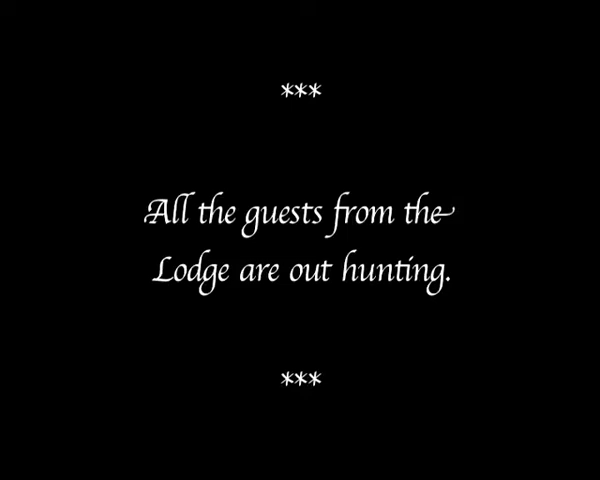 ***
All the guests from the
Lodge are out hunting.
***